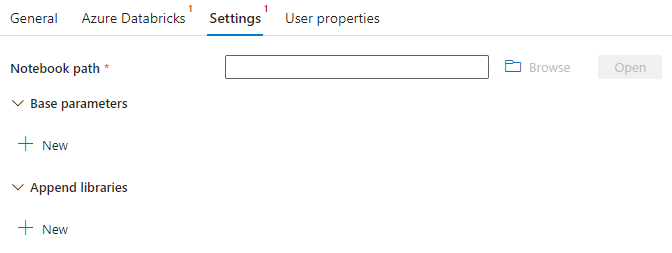 General Azure Databricks 1 Settings 1 User properties
Notebook path * Browse Open
Base parameters
New
Append libraries
New